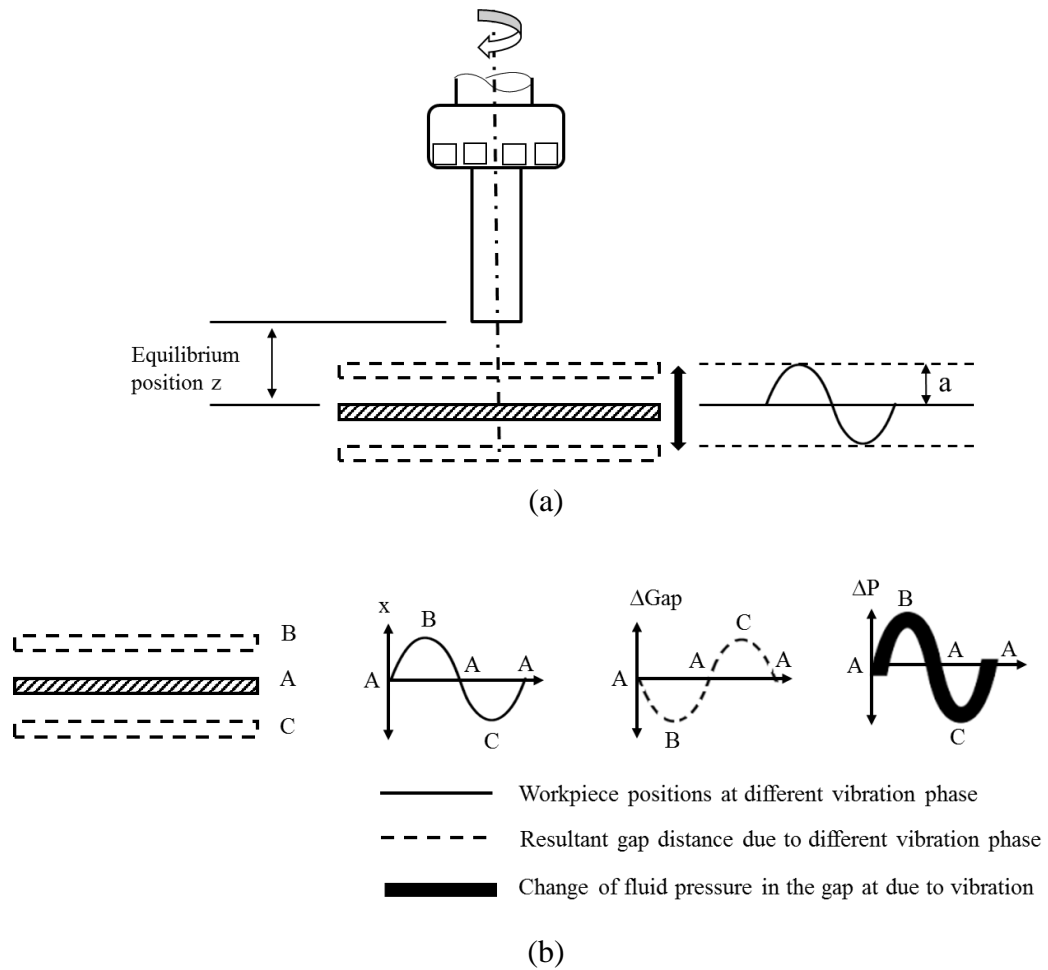 Equilibrium
position z
a
(a)
B
A
C
x
B
A
A
A
C
ΔGap
C
A
A
A
B
ΔP
B
A
A
A
C
Workpiece positions at different vibration phase
Resultant gap distance due to different vibration phase
Change of fluid pressure in the gap at due to vibration
(b)